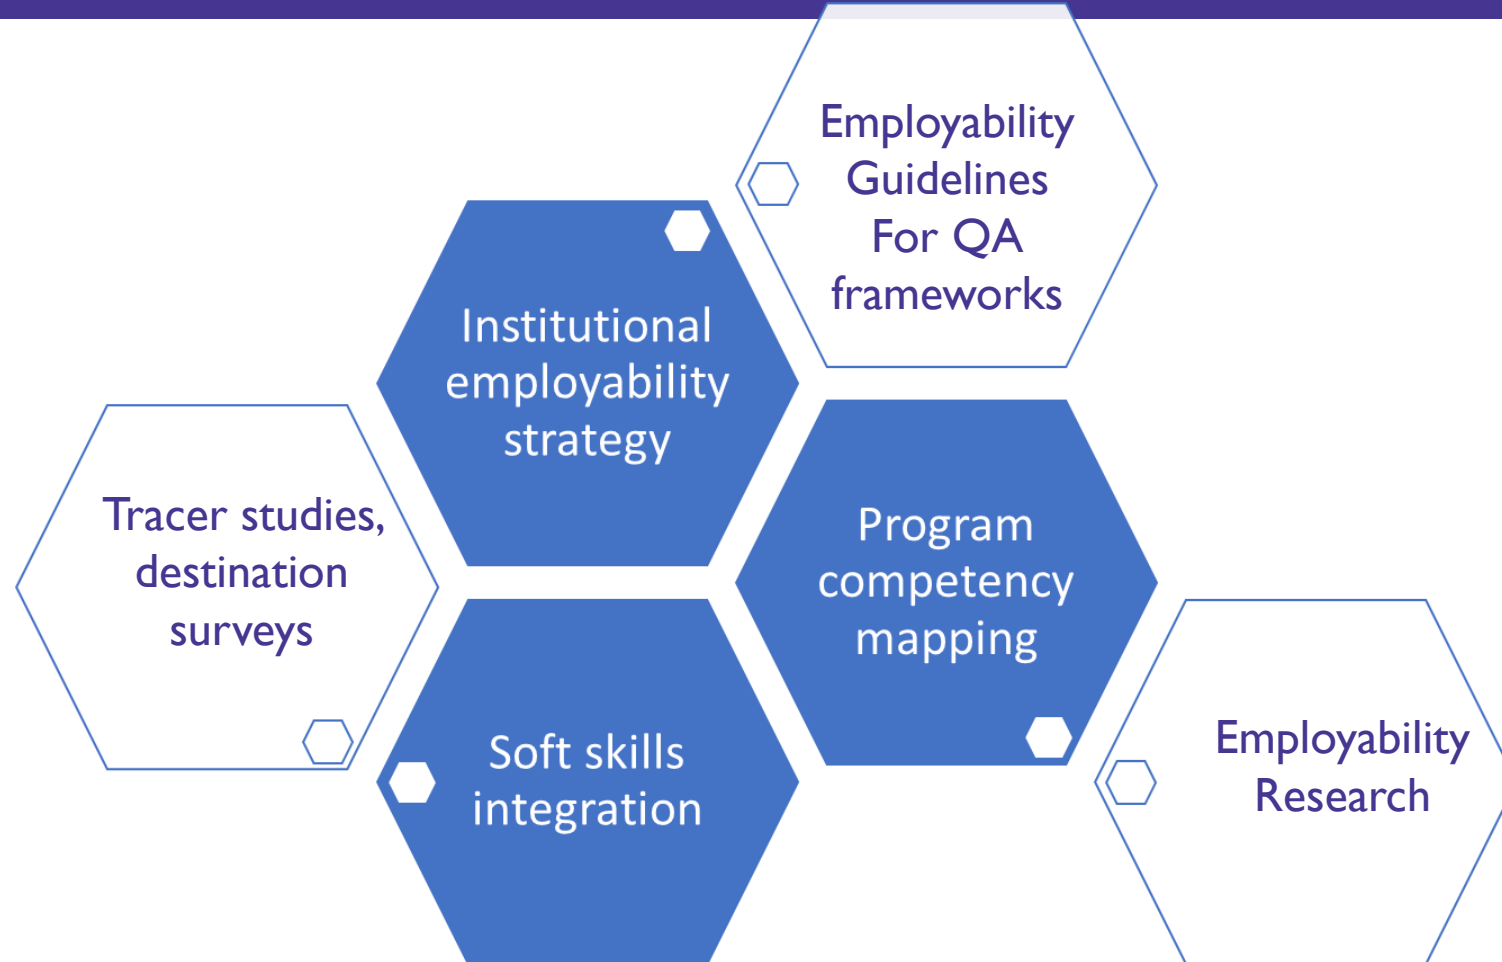 Employability
Guidelines
For QA
frameworks
Institutional
employability
strategy
Tracer studies,
destination
surveys
Program
competency
mapping
Soft skills
integration
Employability
Research